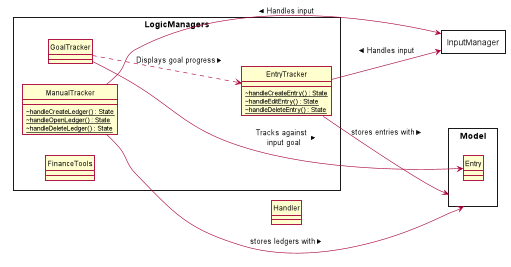 LogicManagers
◄ Handles input
GoalTracker
InputManager
Displays goal progress ►
◄ Handles input
EntryTracker
~handleCreateEntry() : State
~handleEditEntry() : State
~handleDeleteEntry() : State
ManualTracker
~handleCreateLedger() : State
~handleOpenLedger() : State
~handleDeleteLedger() : State
Tracks against
input goal ►
stores entries with ►
Model
Entry
FinanceTools
Handler
stores ledgers with ►